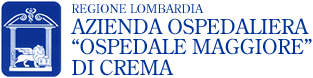 REGIONE LOMBARDIA
AZIENDA OSPEDALIERA
“OSPEDALE MAGGIORE”
DI CREMA